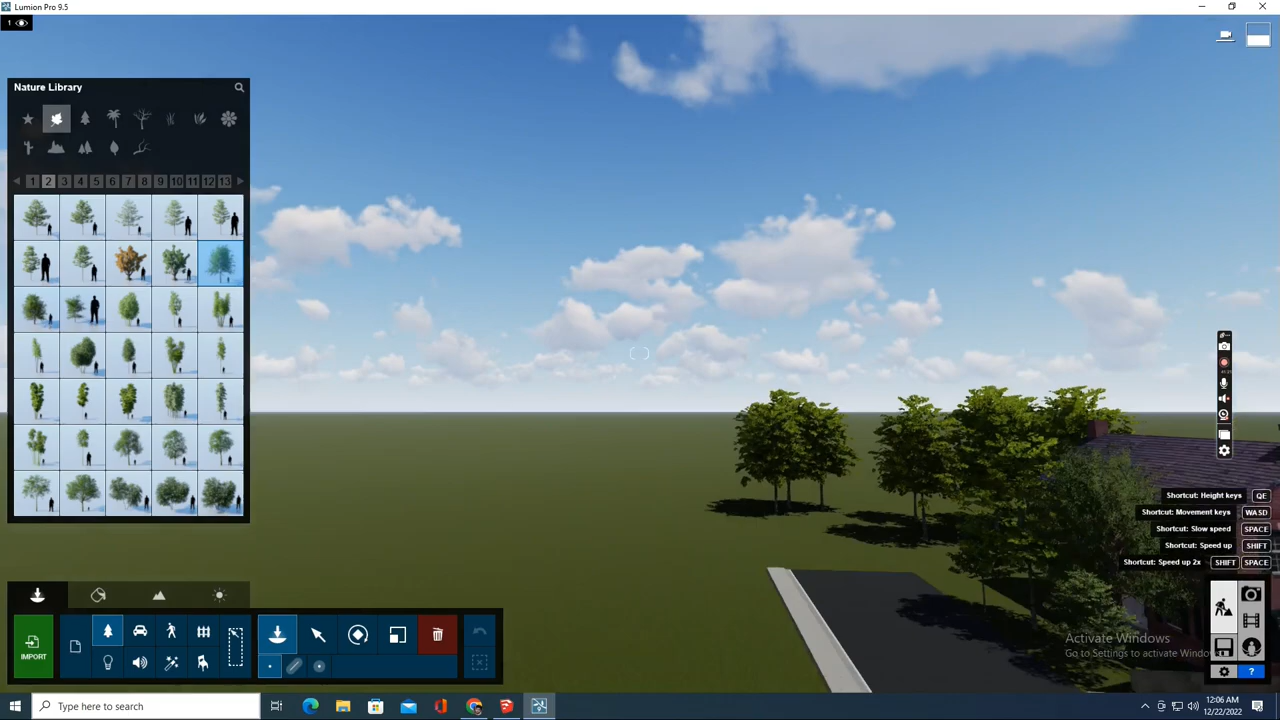 Lumion Pro 9.5
1
Nature Library
1 2 3 4 5 6 7 8 9 10 11 12 13
Shortcut: Height keys QE
Shortcut: Movement keys WASD
Shortcut: Slow speed SPACE
Shortcut: Speed up SHIFT
Shortcut: Speed up 2x SHIFT SPACE
IMPORT
Activate Windows
Go to Settings to activate Windows.
?
Type here to search
12:06 AM
12/22/2022